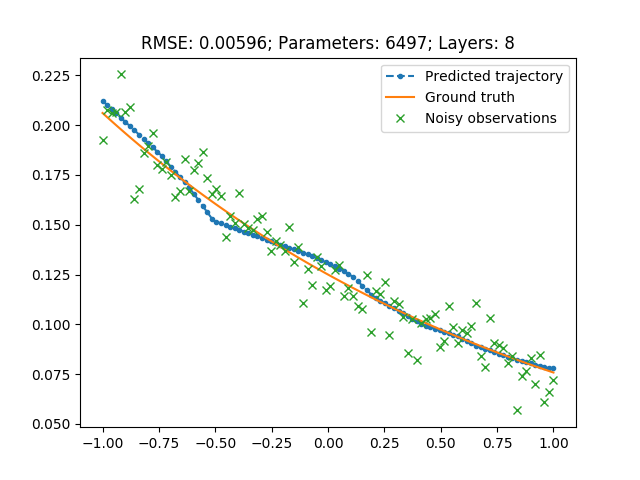 RMSE: 0.00596; Parameters: 6497; Layers: 8
Predicted trajectory
Ground truth
Noisy observations
0.225
0.200
0.175
0.150
0.125
0.100
0.075
0.050
−1.00 −0.75 −0.50 −0.25 0.00 0.25 0.50 0.75 1.00